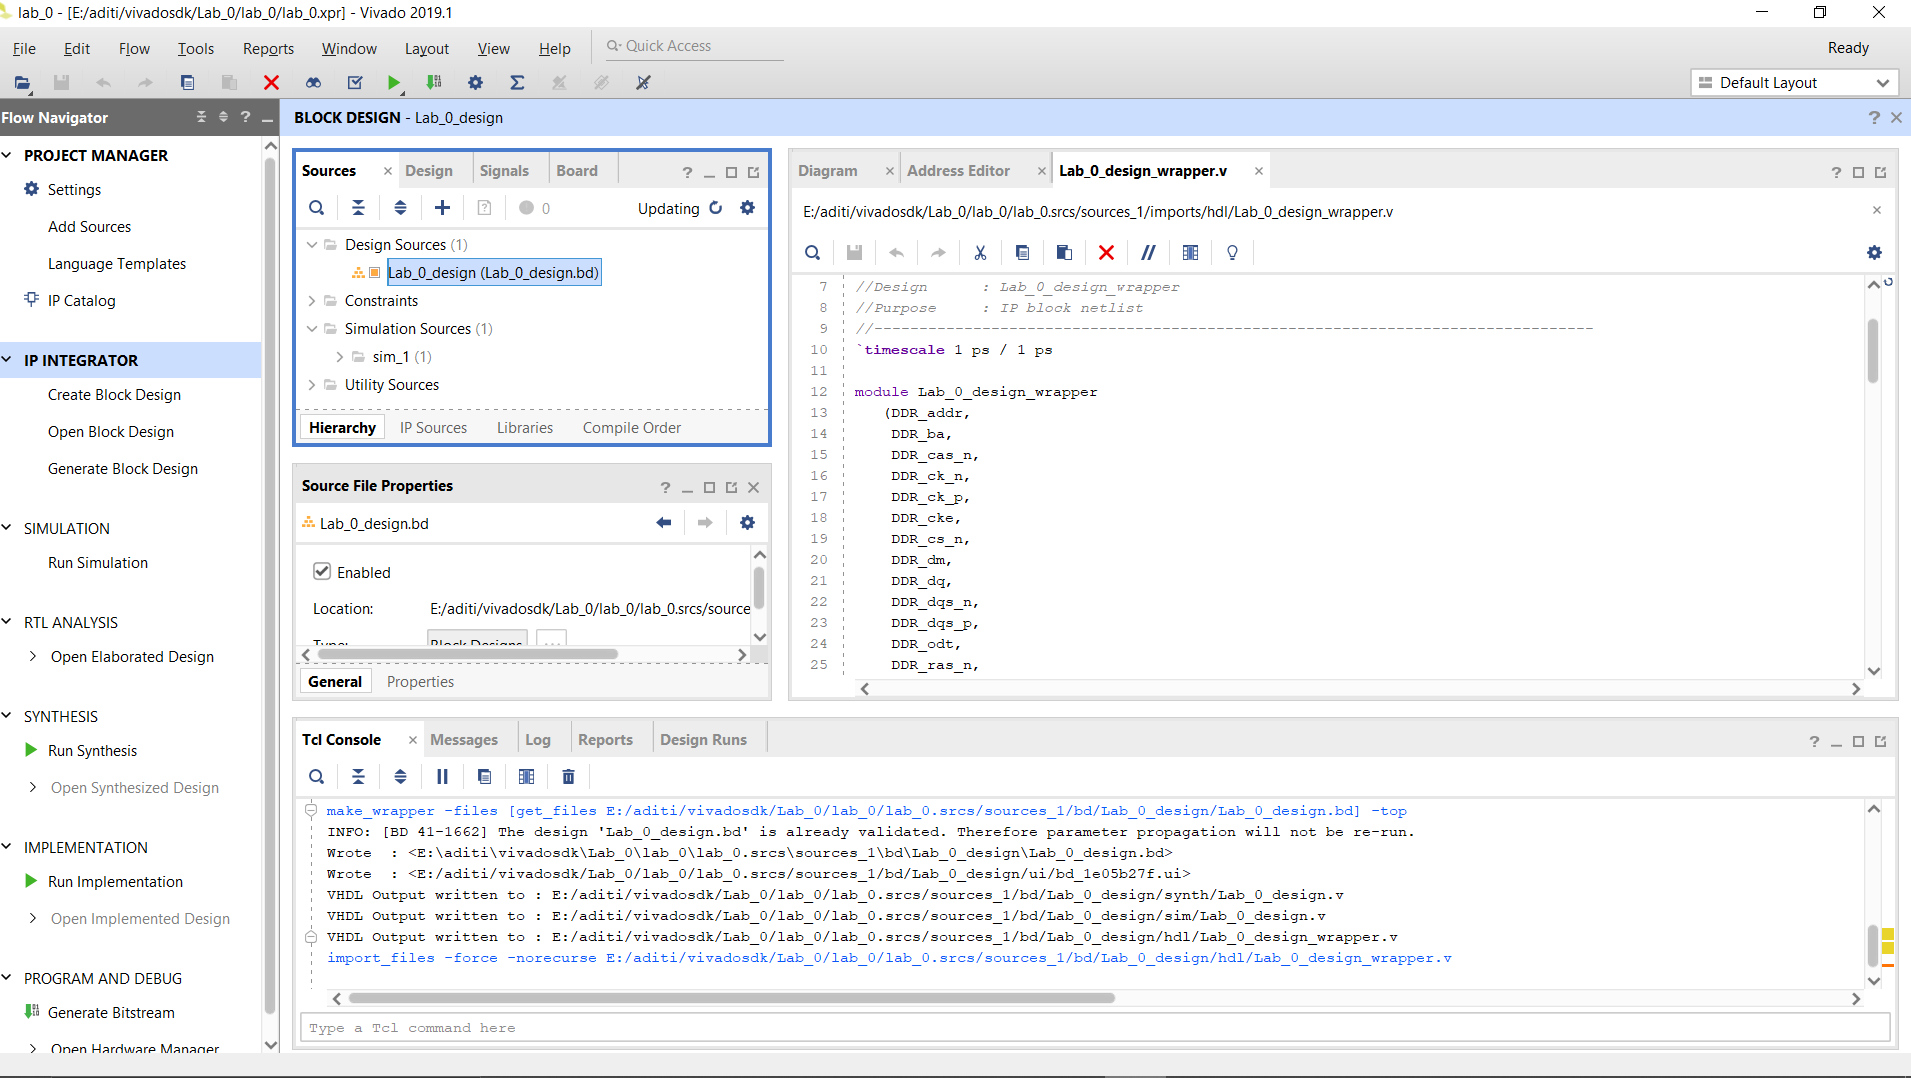 lab_0 - [E:/aditi/vivadosdk/Lab_0/lab_0/lab_0.xpr] - Vivado 2019.1
File Edit Flow Tools Reports Window Layout View Help Quick Access Ready
Default Layout
Flow Navigator
PROJECT MANAGER
Settings
Add Sources
Language Templates
IP Catalog
IP INTEGRATOR
Create Block Design
Open Block Design
Generate Block Design
SIMULATION
Run Simulation
RTL ANALYSIS
Open Elaborated Design
SYNTHESIS
Run Synthesis
Open Synthesized Design
IMPLEMENTATION
Run Implementation
Open Implemented Design
PROGRAM AND DEBUG
Generate Bitstream
Open Hardware Manager
BLOCK DESIGN - Lab_0_design
Sources Design Signals Board
0 Updating
Design Sources (1)
Lab_0_design (Lab_0_design.bd)
Constraints
Simulation Sources (1)
sim_1 (1)
Utility Sources
Hierarchy IP Sources Libraries Compile Order
Source File Properties
Lab_0_design.bd
Enabled
Location: E:/aditi/vivadosdk/Lab_0/lab_0/lab_0.srcs/source
Type: Block Designs ...
General Properties
Diagram Address Editor Lab_0_design_wrapper.v
E:/aditi/vivadosdk/Lab_0/lab_0/lab_0.srcs/sources_1/imports/hdl/Lab_0_design_wrapper.v
7 //Design : Lab_0_design_wrapper
8 //Purpose : IP block netlist
9 //--------------------------------------------------------------------------------
10 `timescale 1 ps / 1 ps
11
12 module Lab_0_design_wrapper
13 (DDR_addr,
14 DDR_ba,
15 DDR_cas_n,
16 DDR_ck_n,
17 DDR_ck_p,
18 DDR_cke,
19 DDR_cs_n,
20 DDR_dm,
21 DDR_dq,
22 DDR_dqs_n,
23 DDR_dqs_p,
24 DDR_odt,
25 DDR_ras_n,
Tcl Console Messages Log Reports Design Runs
make_wrapper -files [get_files E:/aditi/vivadosdk/Lab_0/lab_0/lab_0.srcs/sources_1/bd/Lab_0_design/Lab_0_design.bd] -top
INFO: [BD 41-1662] The design 'Lab_0_design.bd' is already validated. Therefore parameter propagation will not be re-run.
Wrote : <E:\aditi\vivadosdk\Lab_0\lab_0\lab_0.srcs\sources_1\bd\Lab_0_design\Lab_0_design.bd>
Wrote : <E:/aditi/vivadosdk/Lab_0/lab_0/lab_0.srcs/sources_1/bd/Lab_0_design/ui/bd_1e05b27f.ui>
VHDL Output written to : E:/aditi/vivadosdk/Lab_0/lab_0/lab_0.srcs/sources_1/bd/Lab_0_design/synth/Lab_0_design.v
VHDL Output written to : E:/aditi/vivadosdk/Lab_0/lab_0/lab_0.srcs/sources_1/bd/Lab_0_design/sim/Lab_0_design.v
VHDL Output written to : E:/aditi/vivadosdk/Lab_0/lab_0/lab_0.srcs/sources_1/bd/Lab_0_design/hdl/Lab_0_design_wrapper.v
import_files -force -norecurse E:/aditi/vivadosdk/Lab_0/lab_0/lab_0.srcs/sources_1/bd/Lab_0_design/hdl/Lab_0_design_wrapper.v
Type a Tcl command here